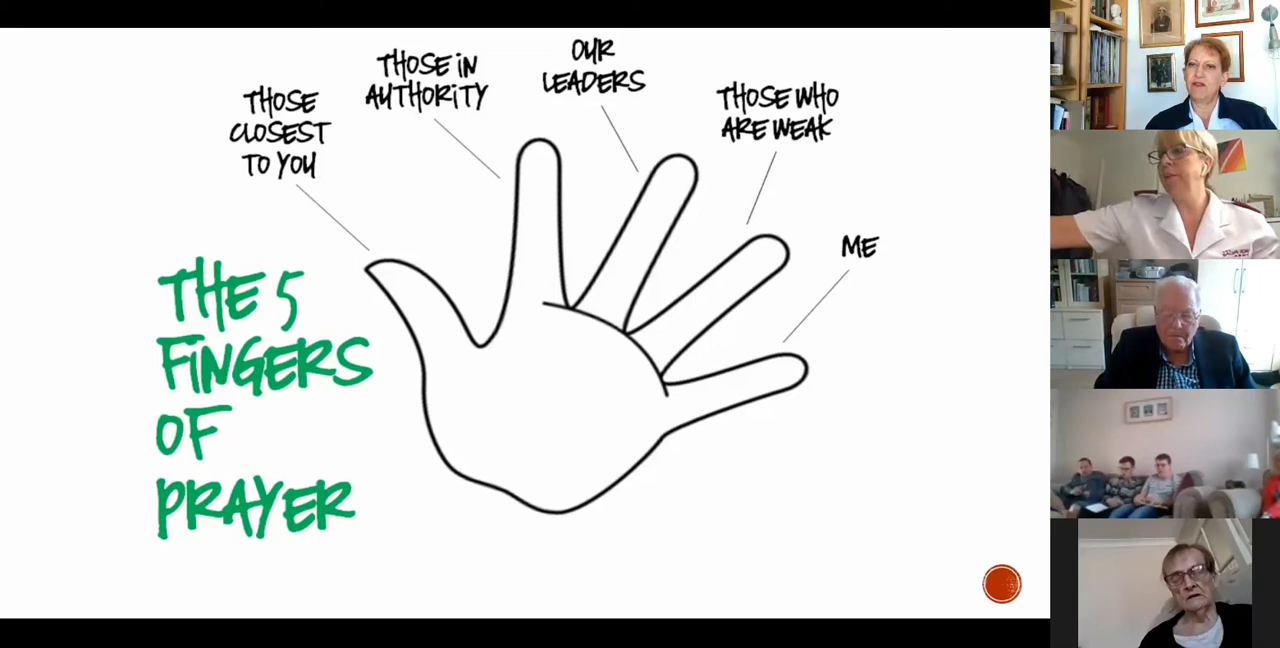 THOSE
CLOSEST
TO YOU
THOSE IN
AUTHORITY
OUR
LEADERS
THOSE WHO
ARE WEAK
ME
THE 5
FINGERS
OF
PRAYER